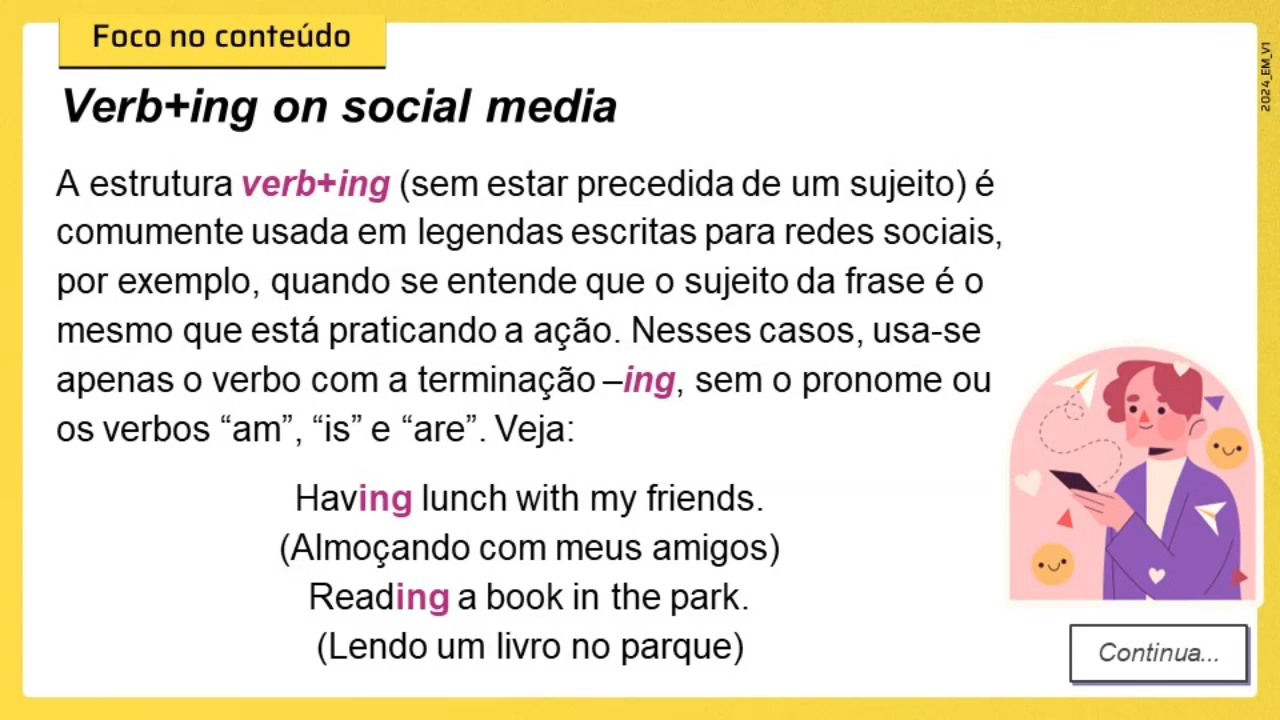 Foco no conteúdo
2024_EM_V1
Verb+ing on social media
A estrutura verb+ing (sem estar precedida de um sujeito) é
comumente usada em legendas escritas para redes sociais,
por exemplo, quando se entende que o sujeito da frase é o
mesmo que está praticando a ação. Nesses casos, usa-se
apenas o verbo com a terminação –ing, sem o pronome ou
os verbos “am”, “is” e “are”. Veja:
Having lunch with my friends.
(Almoçando com meus amigos)
Reading a book in the park.
(Lendo um livro no parque)
Continua...